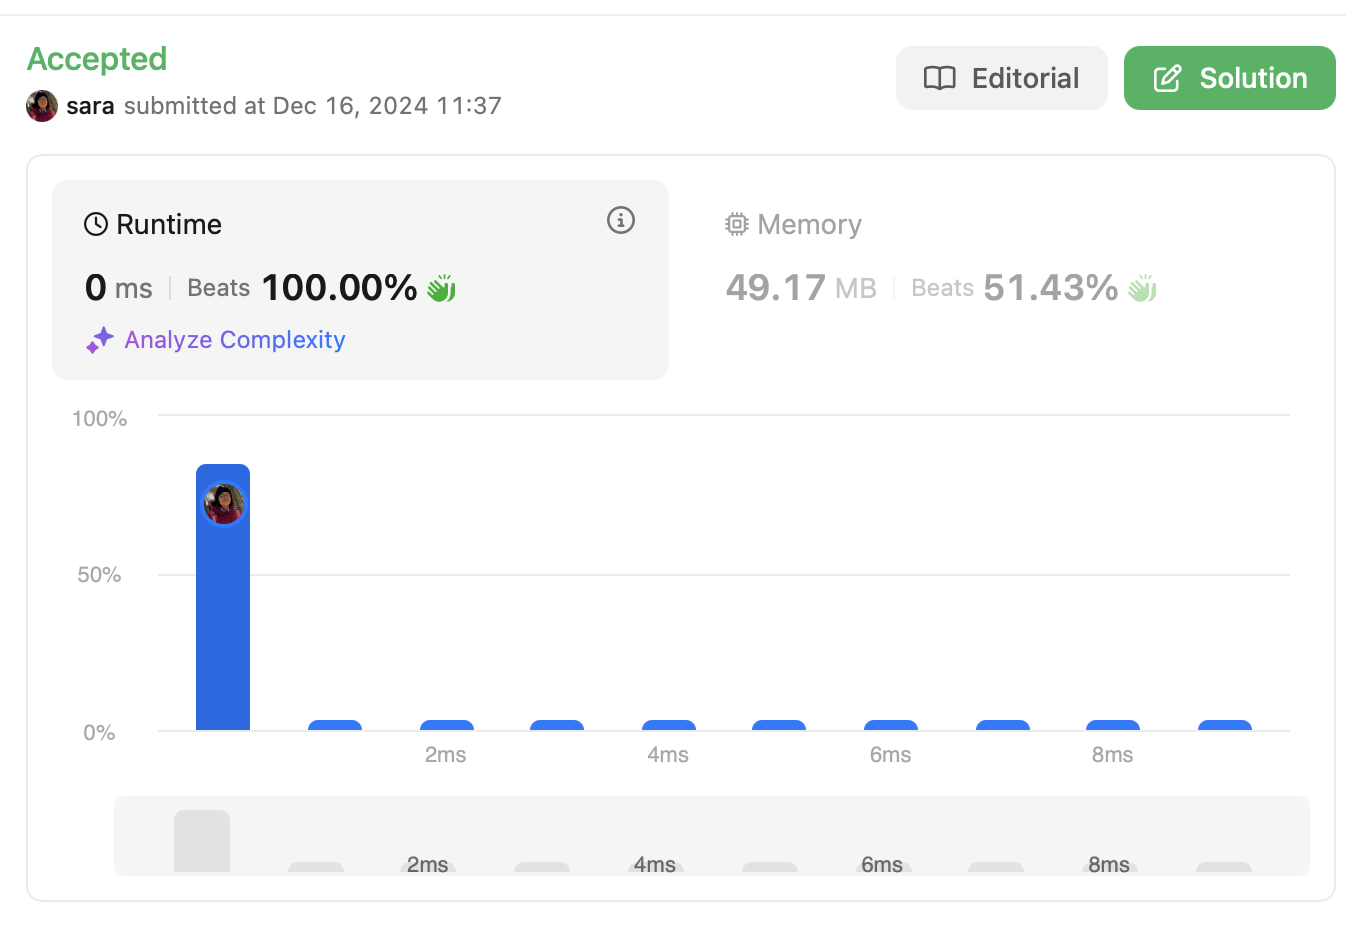 Accepted
sara submitted at Dec 16, 2024 11:37
Editorial
Solution
Runtime
0 ms Beats 100.00%
Analyze Complexity
Memory
49.17 MB Beats 51.43%
100%
50%
0%
2ms 4ms 6ms 8ms
2ms 4ms 6ms 8ms